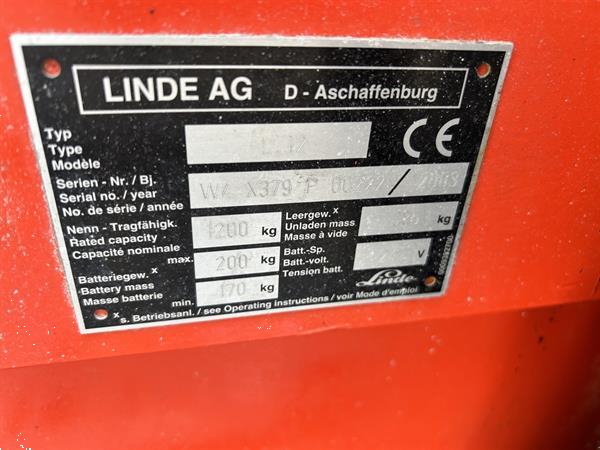 LINDE AG D - Aschaffenburg
Typ
Type
Modèle
CE
Serien - Nr. / Bj.
Serial no. / year
No. de série / année
X379 P /
Nenn - Tragfähigk.
Rated capacity
Capacité nominale
1200 kg
Leergew. x
Unladen mass
Masse à vide
kg
Batteriegew. x
Battery mass
Masse batterie
max. 200 kg
min. 170 kg
Batt.-Sp.
Batt.-volt.
Tension batt.
V
Linde
x s. Betriebsanl. / see Operating instructions / voir Mode d'emploi